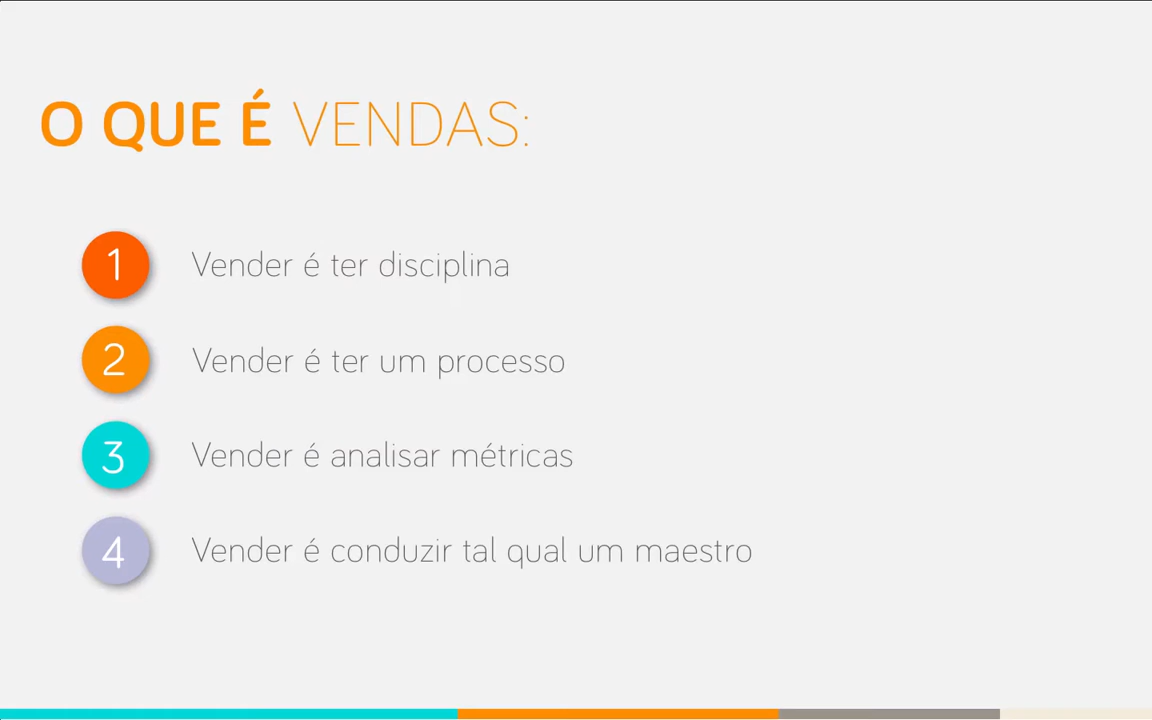 O QUE É VENDAS:
1 Vender é ter disciplina
2 Vender é ter um processo
3 Vender é analisar métricas
4 Vender é conduzir tal qual um maestro